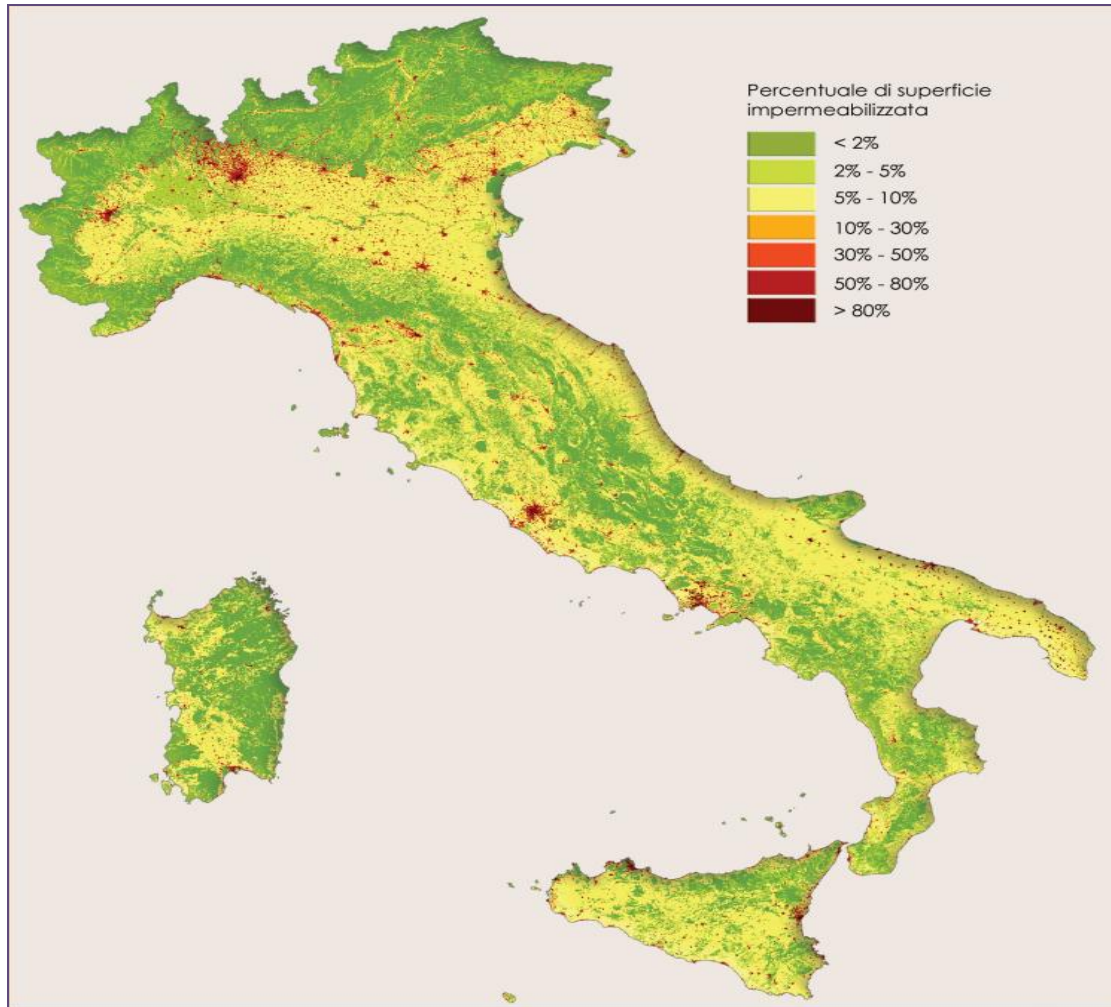 Percentuale di superficie
impermeabilizzata
< 2%
2% - 5%
5% - 10%
10% - 30%
30% - 50%
50% - 80%
> 80%